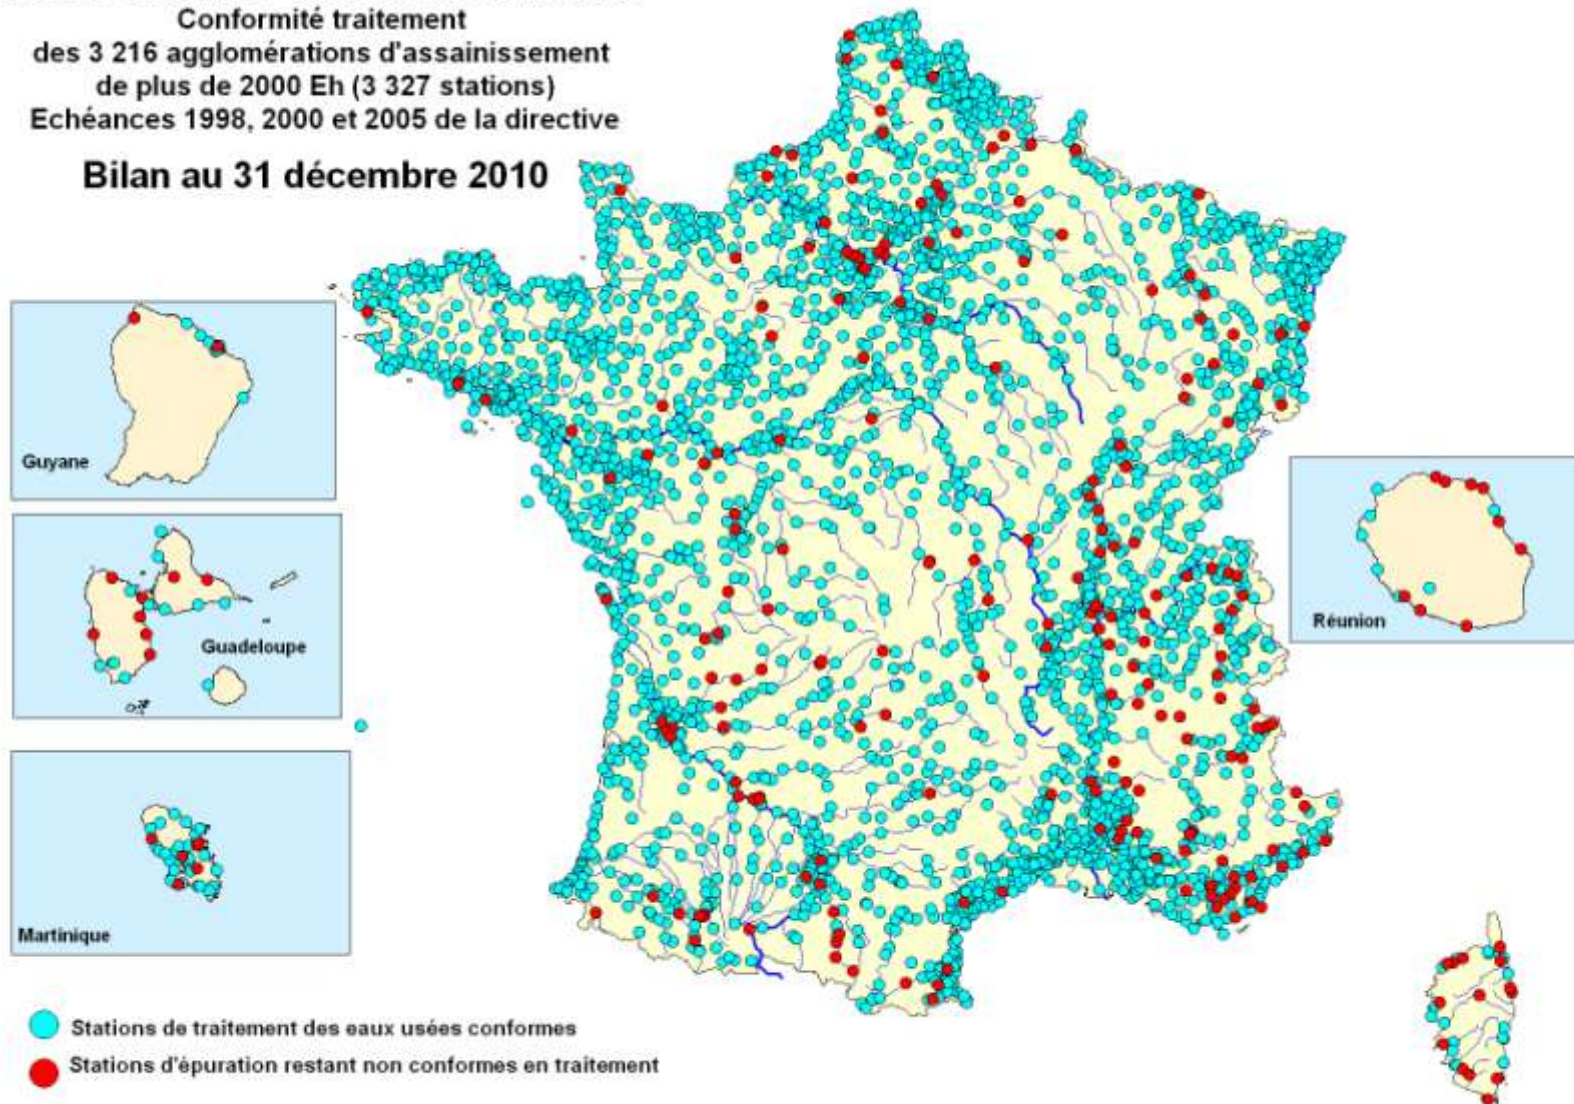 Conformité traitement
des 3 216 agglomérations d'assainissement
de plus de 2000 Eh (3 327 stations)
Echéances 1998, 2000 et 2005 de la directive
Bilan au 31 décembre 2010
Guyane
Guadeloupe
Réunion
Martinique
Stations de traitement des eaux usées conformes
Stations d'épuration restant non conformes en traitement